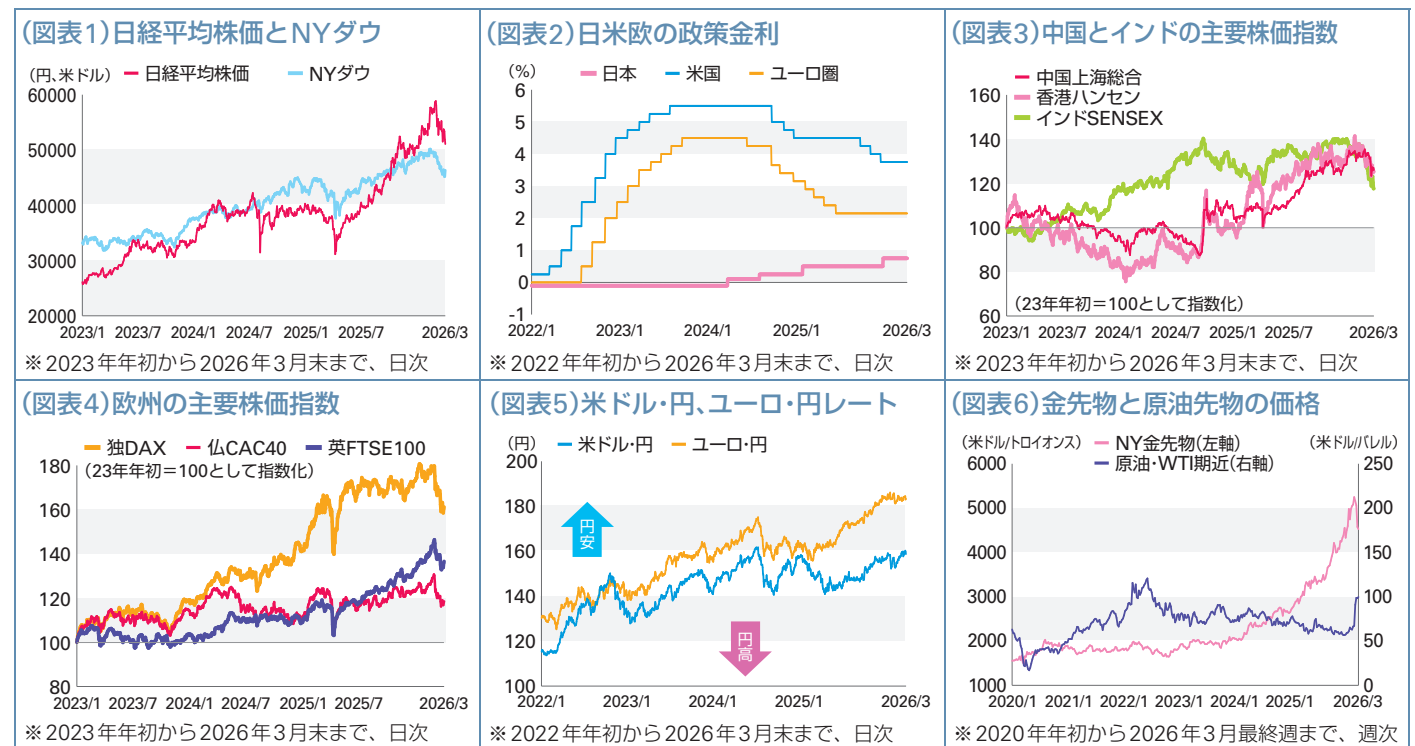 (図表1)日経平均株価とNYダウ
(円、米ドル) 日経平均株価 NYダウ
60000
50000
40000
30000
20000
2023/1 2023/7 2024/1 2024/7 2025/1 2025/7 2026/3
※2023年年初から2026年3月末まで、日次
(図表2)日米欧の政策金利
(%) 日本 米国 ユーロ圏
6
5
4
3
2
1
0
-1
2022/1 2023/1 2024/1 2025/1 2026/3
※2022年年初から2026年3月末まで、日次
(図表3)中国とインドの主要株価指数
中国上海総合
香港ハンセン
インドSENSEX
160
140
120
100
80
60
(23年年初=100として指数化)
2023/1 2023/7 2024/1 2024/7 2025/1 2025/7 2026/3
※2023年年初から2026年3月末まで、日次
(図表4)欧州の主要株価指数
独DAX 仏CAC40 英FTSE100
(23年年初=100として指数化)
180
160
140
120
100
80
2023/1 2023/7 2024/1 2024/7 2025/1 2025/7 2026/3
※2023年年初から2026年3月末まで、日次
(図表5)米ドル・円、ユーロ・円レート
(円) 米ドル・円 ユーロ・円
200
180
160
140
120
100
円安
円高
2022/1 2023/1 2024/1 2025/1 2026/3
※2022年年初から2026年3月末まで、日次
(図表6)金先物と原油先物の価格
(米ドル/トロイオンス) NY金先物(左軸) (米ドル/バレル)
原油・WTI期近(右軸)
6000 250
5000 200
4000 150
3000 100
2000 50
1000 0
2020/1 2021/1 2022/1 2023/1 2024/1 2025/1 2026/3
※2020年年初から2026年3月最終週まで、週次